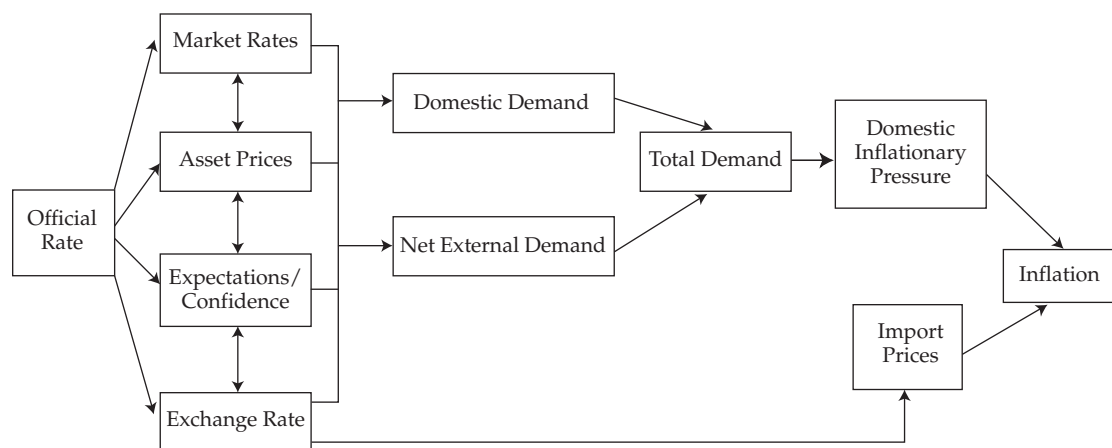 Official
Rate
Market Rates
Asset Prices
Expectations/
Confidence
Exchange Rate
Domestic Demand
Net External Demand
Total Demand
Domestic
Inflationary
Pressure
Import
Prices
Inflation